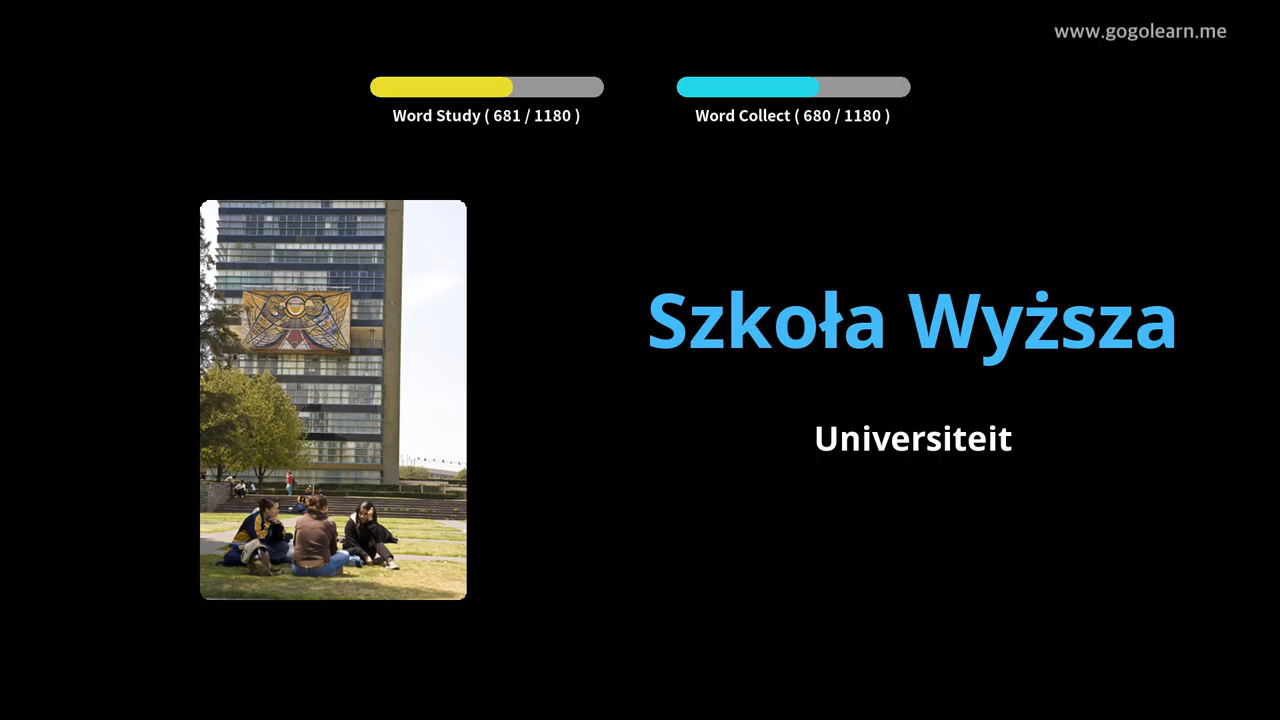 www.gogolearn.me
Word Study ( 681 / 1180 )
Word Collect ( 680 / 1180 )
Szkoła Wyższa
Universiteit